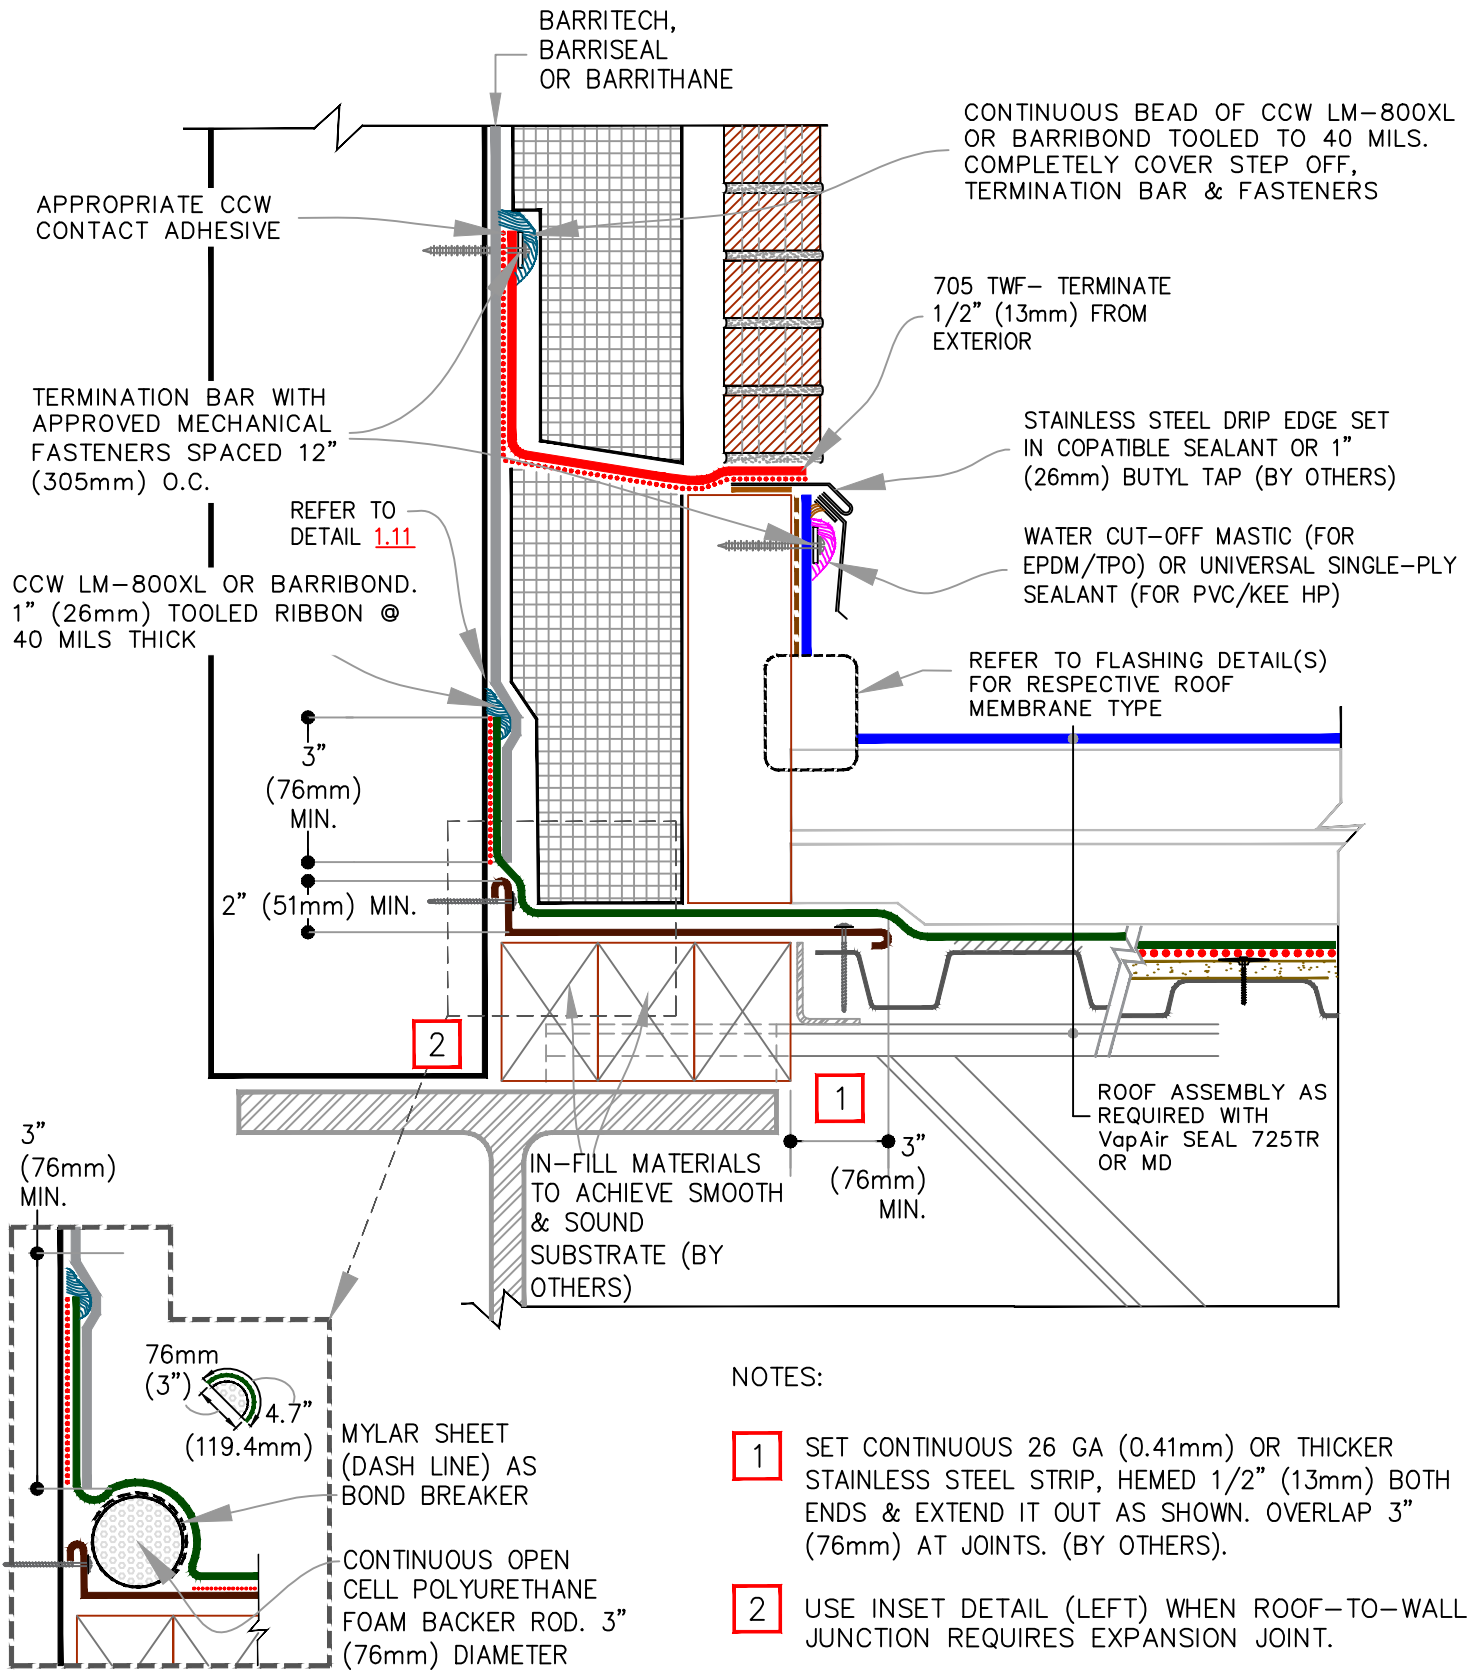 BARRITECH,
BARRISEAL
OR BARRITHANE
CONTINUOUS BEAD OF CCW LM-800XL
OR BARRIBOND TOOLED TO 40 MILS.
COMPLETELY COVER STEP OFF,
TERMINATION BAR & FASTENERS
APPROPRIATE CCW
CONTACT ADHESIVE
705 TWF- TERMINATE
1/2" (13mm) FROM
EXTERIOR
TERMINATION BAR WITH
APPROVED MECHANICAL
FASTENERS SPACED 12"
(305mm) O.C.
STAINLESS STEEL DRIP EDGE SET
IN COPATIBLE SEALANT OR 1"
(26mm) BUTYL TAP (BY OTHERS)
REFER TO
DETAIL 1.11
WATER CUT-OFF MASTIC (FOR
EPDM/TPO) OR UNIVERSAL SINGLE-PLY
SEALANT (FOR PVC/KEE HP)
CCW LM-800XL OR BARRIBOND.
1" (26mm) TOOLED RIBBON @
40 MILS THICK
REFER TO FLASHING DETAIL(S)
FOR RESPECTIVE ROOF
MEMBRANE TYPE
3"
(76mm)
MIN.
2" (51mm) MIN.
2
1
ROOF ASSEMBLY AS
REQUIRED WITH
VapAir SEAL 725TR
OR MD
3"
(76mm)
MIN.
IN-FILL MATERIALS
TO ACHIEVE SMOOTH
& SOUND
SUBSTRATE (BY
OTHERS)
3"
(76mm)
MIN.
76mm
(3")
4.7"
(119.4mm)
MYLAR SHEET
(DASH LINE) AS
BOND BREAKER
CONTINUOUS OPEN
CELL POLYURETHANE
FOAM BACKER ROD. 3"
(76mm) DIAMETER
NOTES:
1 SET CONTINUOUS 26 GA (0.41mm) OR THICKER
STAINLESS STEEL STRIP, HEMED 1/2" (13mm) BOTH
ENDS & EXTEND IT OUT AS SHOWN. OVERLAP 3"
(76mm) AT JOINTS. (BY OTHERS).
2 USE INSET DETAIL (LEFT) WHEN ROOF-TO-WALL
JUNCTION REQUIRES EXPANSION JOINT.